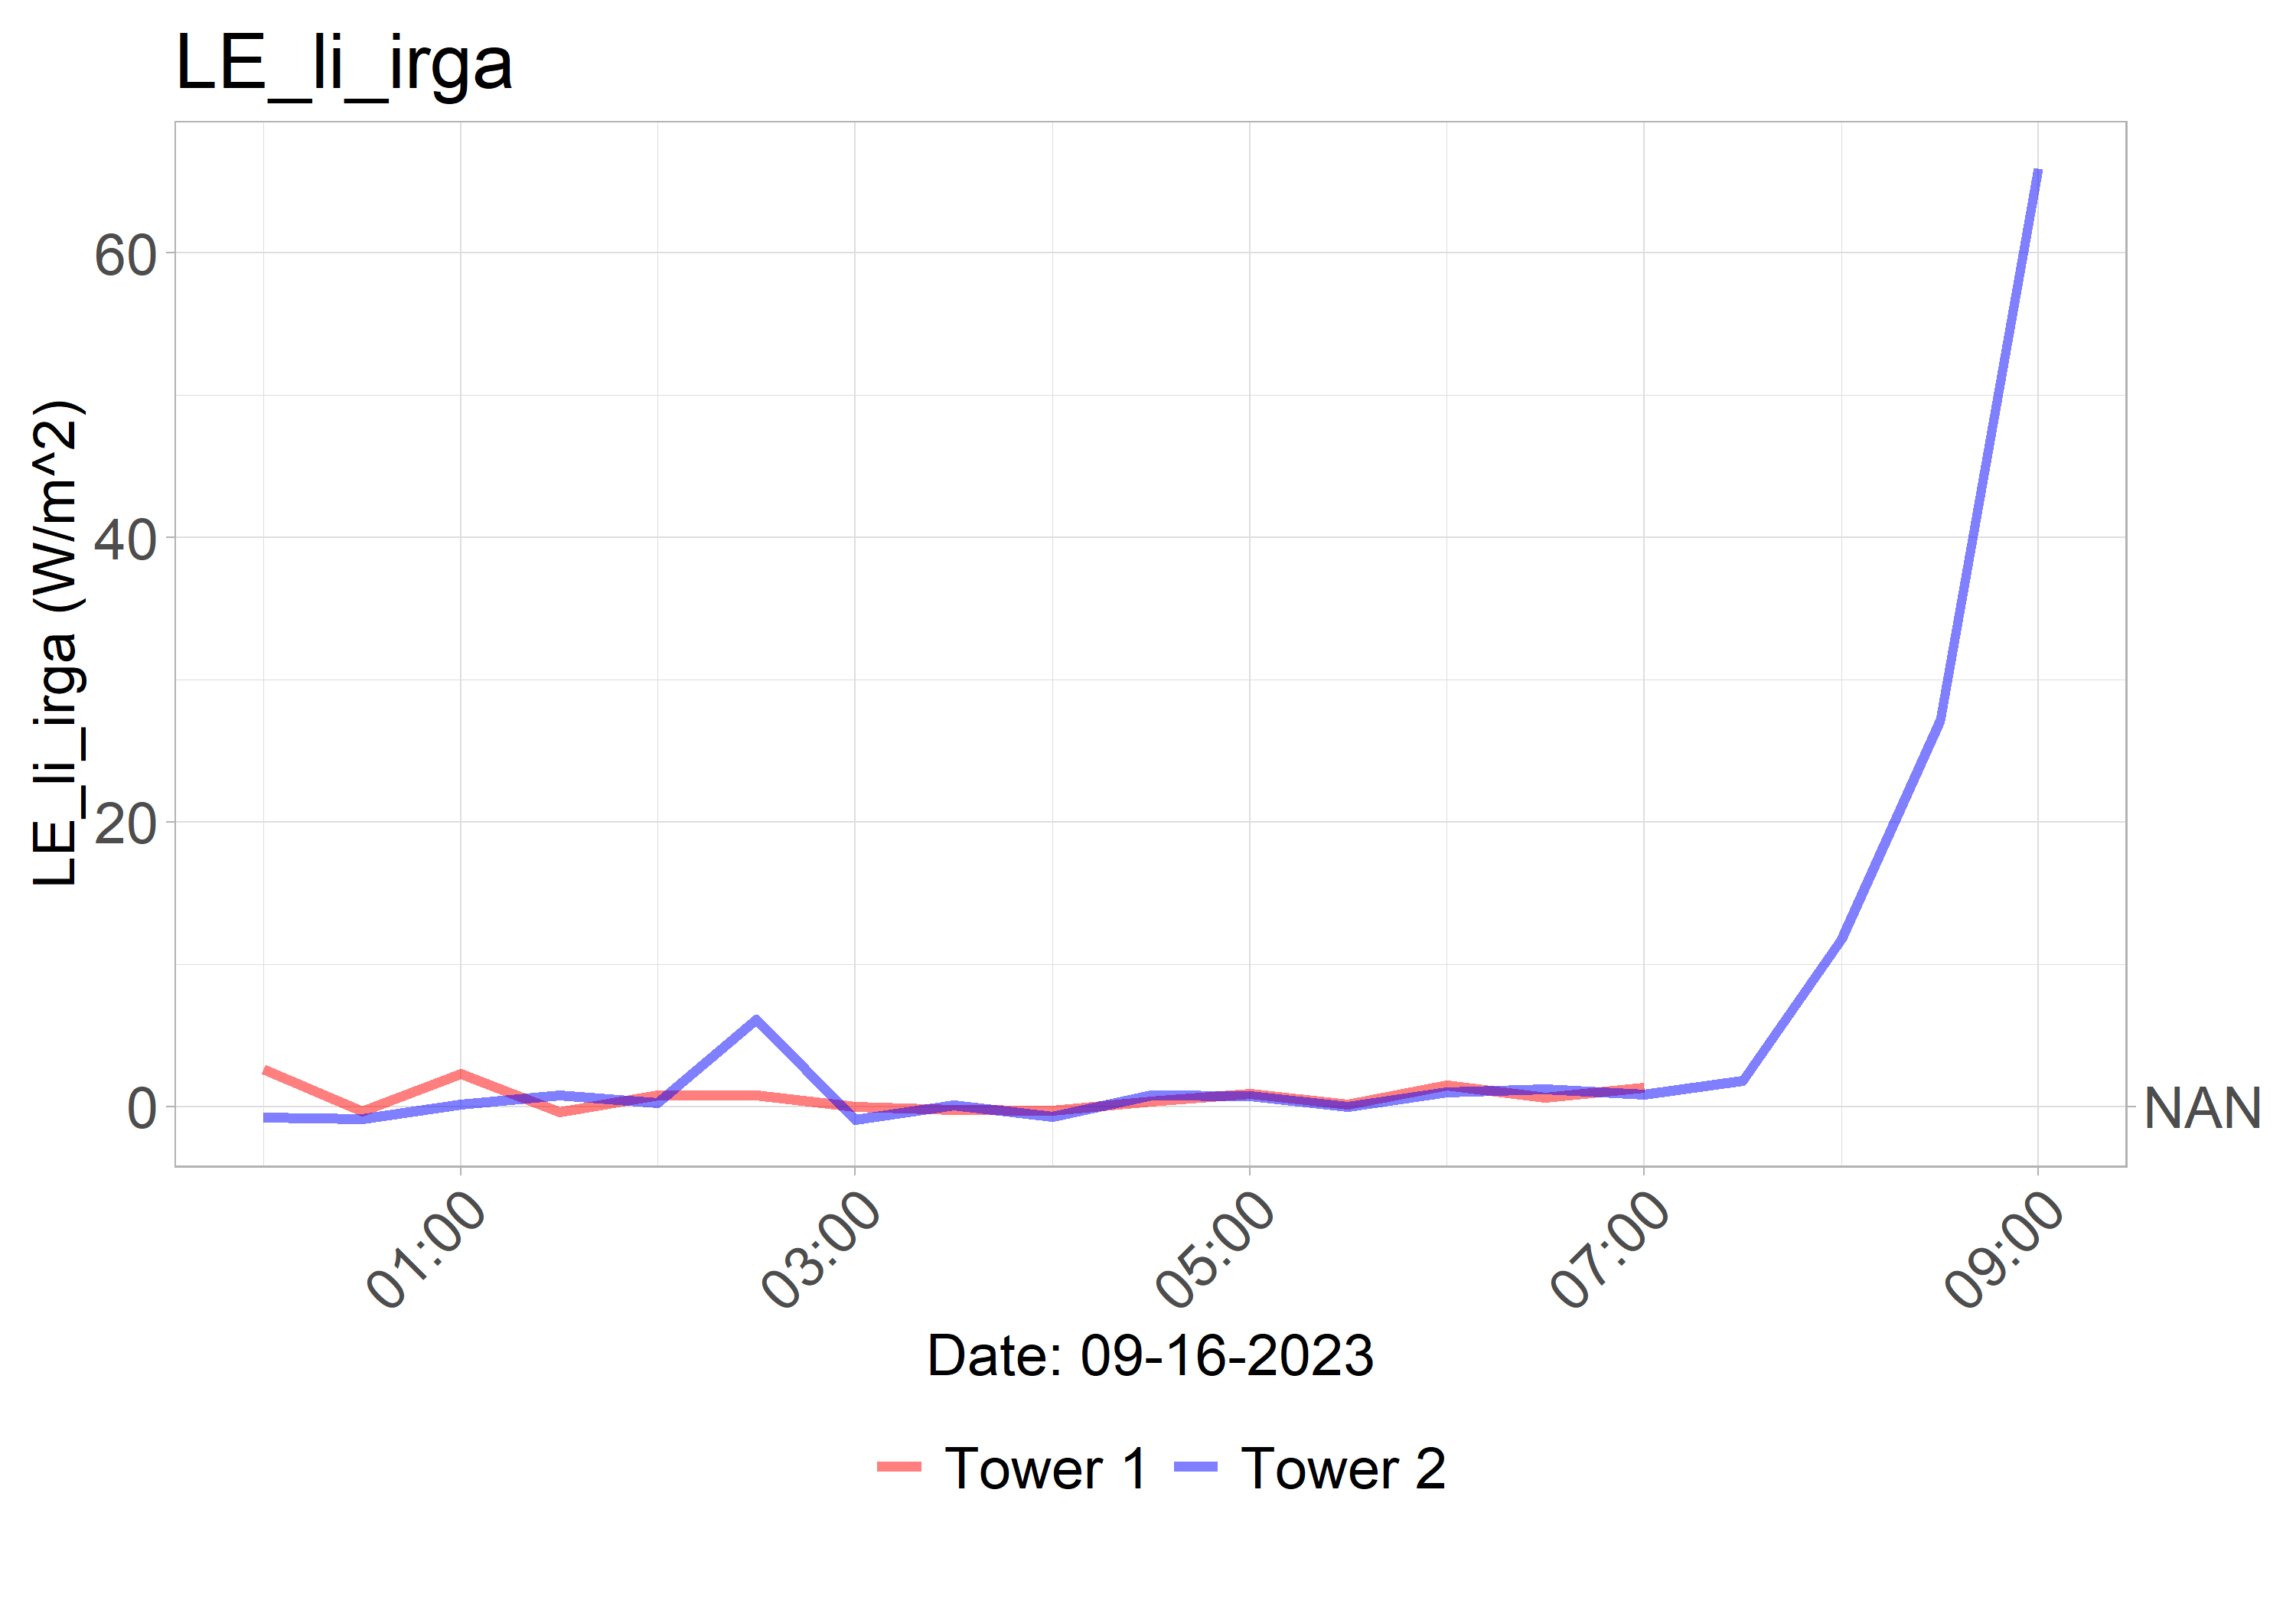 LE_li_irga
LE_li_irga (W/m^2)
60
40
20
0
NAN
01:00
03:00
05:00
07:00
09:00
Date: 09-16-2023
Tower 1
Tower 2